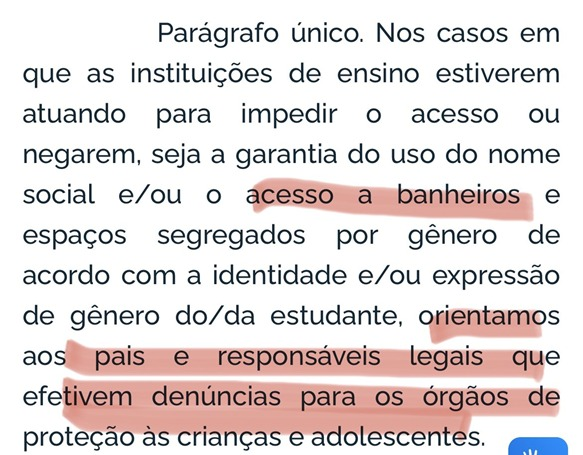 Parágrafo único. Nos casos em
que as instituições de ensino estiverem
atuando para impedir o acesso ou
negarem, seja a garantia do uso do nome
social e/ou o acesso a banheiros e
espaços segregados por gênero de
acordo com a identidade e/ou expressão
de gênero do/da estudante, orientamos
aos pais e responsáveis legais que
efetivem denúncias para os órgãos de
proteção às crianças e adolescentes.